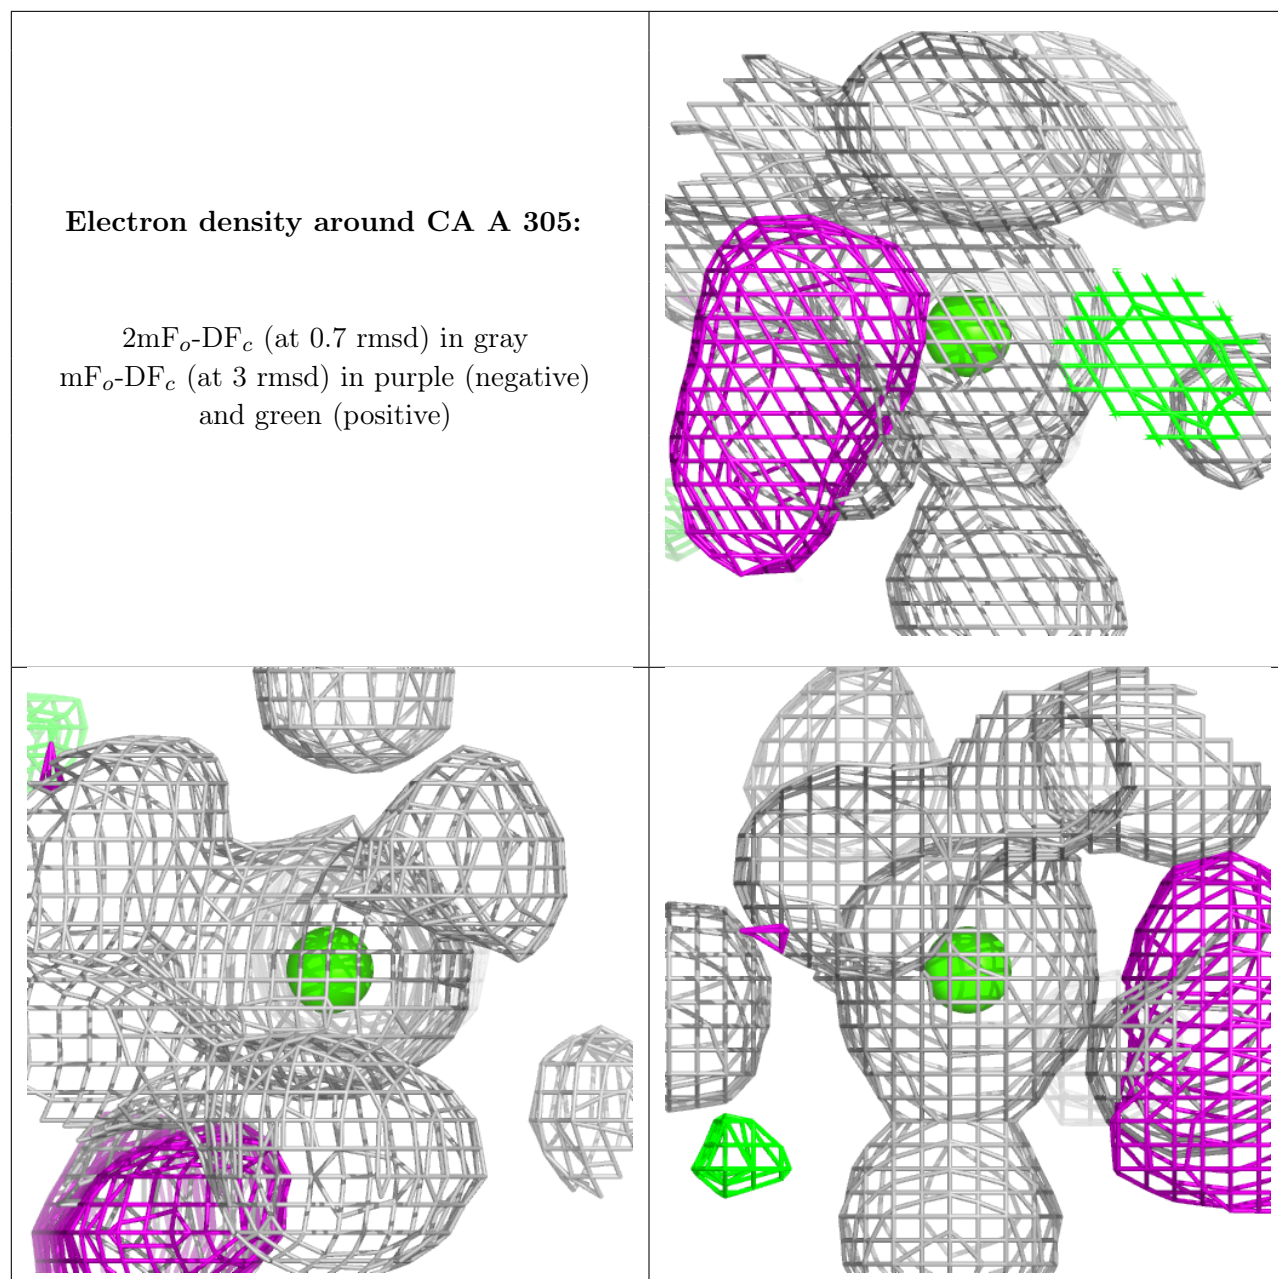 Electron density around CA A 305:
2mFo-DFc (at 0.7 rmsd) in gray
mFo-DFc (at 3 rmsd) in purple (negative)
and green (positive)